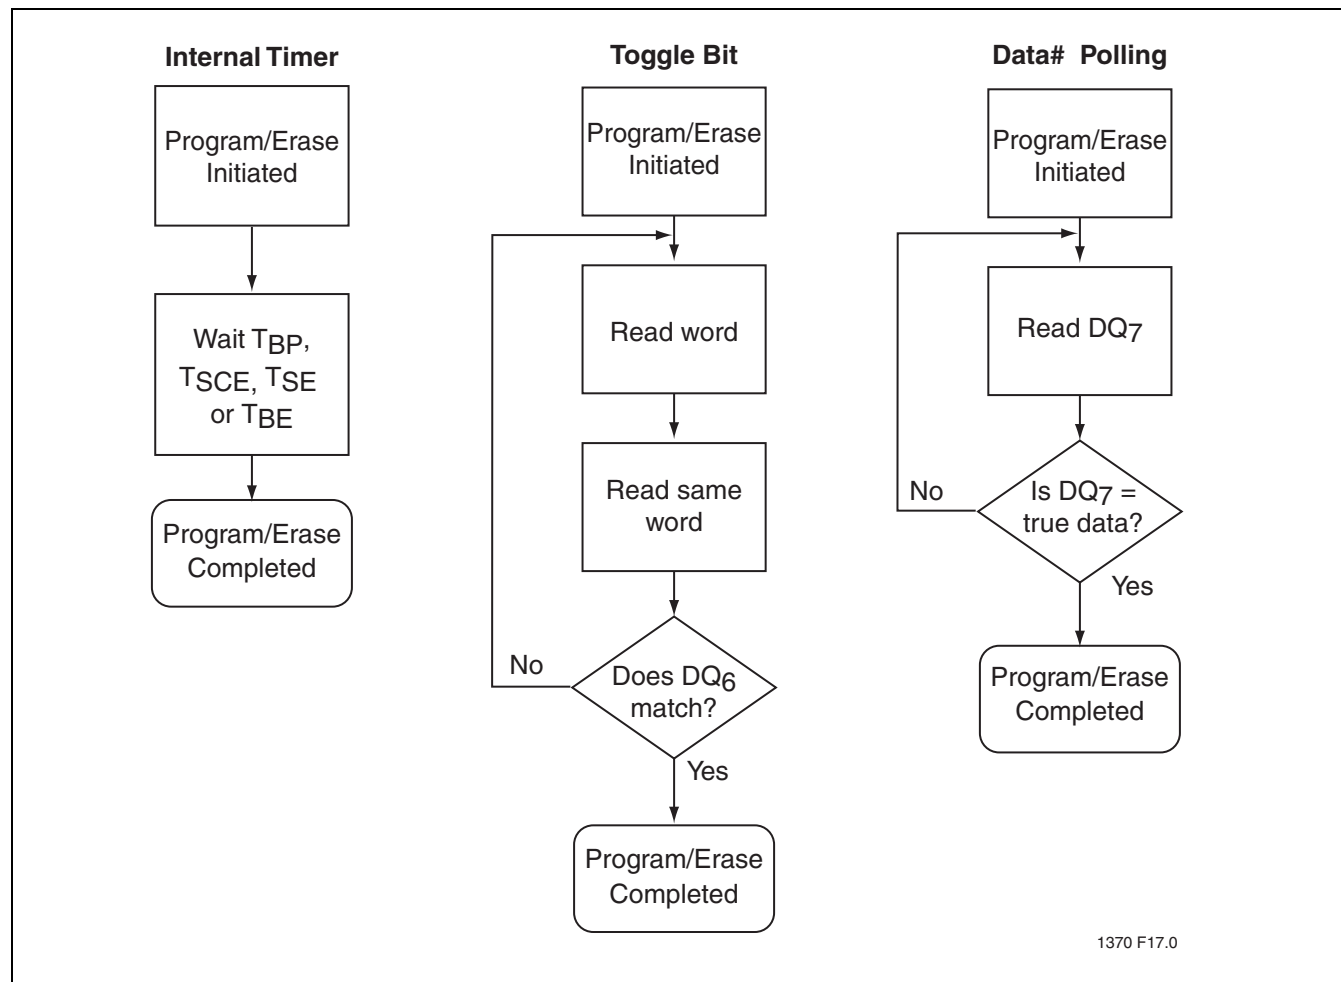 Internal Timer
Program/Erase
Initiated
Wait TBP,
TSCE, TSE
or TBE
Program/Erase
Completed
Toggle Bit
Program/Erase
Initiated
Read word
Read same
word
No
Does DQ6
match?
Yes
Program/Erase
Completed
Data# Polling
Program/Erase
Initiated
Read DQ7
No
Is DQ7 =
true data?
Yes
Program/Erase
Completed
1370 F17.0